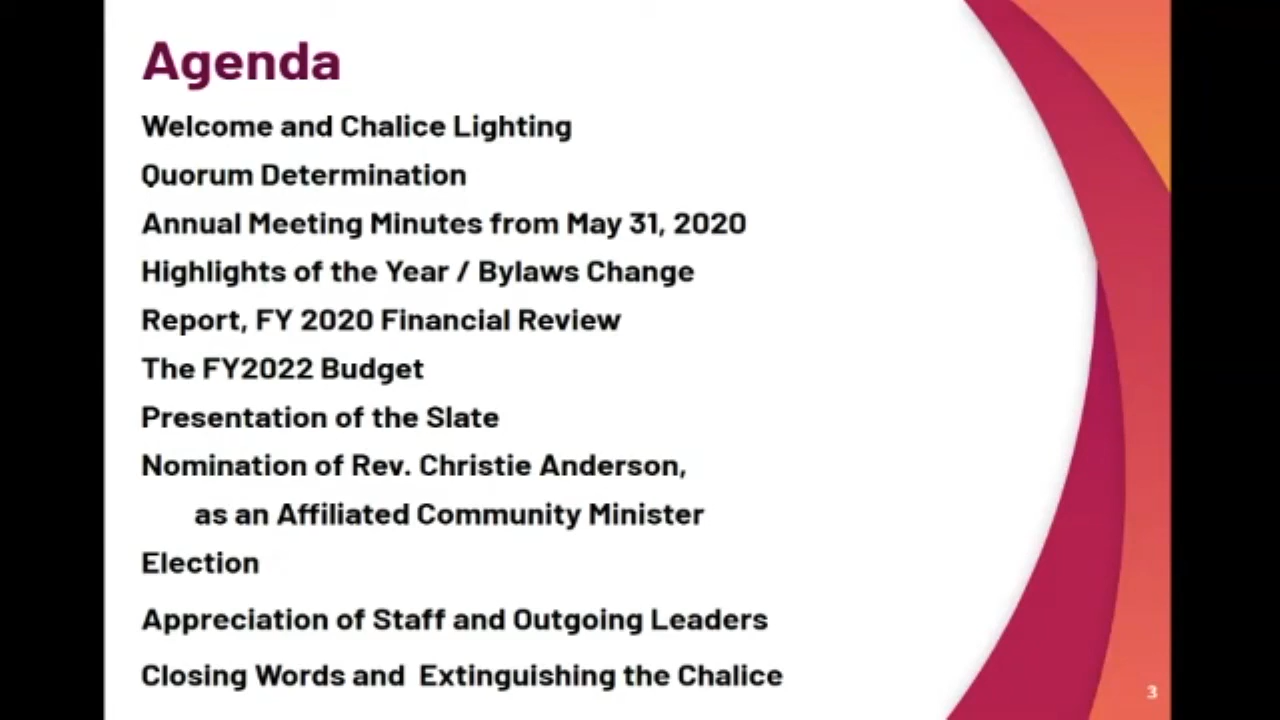 Agenda
Welcome and Chalice Lighting
Quorum Determination
Annual Meeting Minutes from May 31, 2020
Highlights of the Year / Bylaws Change
Report, FY 2020 Financial Review
The FY2022 Budget
Presentation of the Slate
Nomination of Rev. Christie Anderson,
as an Affiliated Community Minister
Election
Appreciation of Staff and Outgoing Leaders
Closing Words and  Extinguishing the Chalice
3